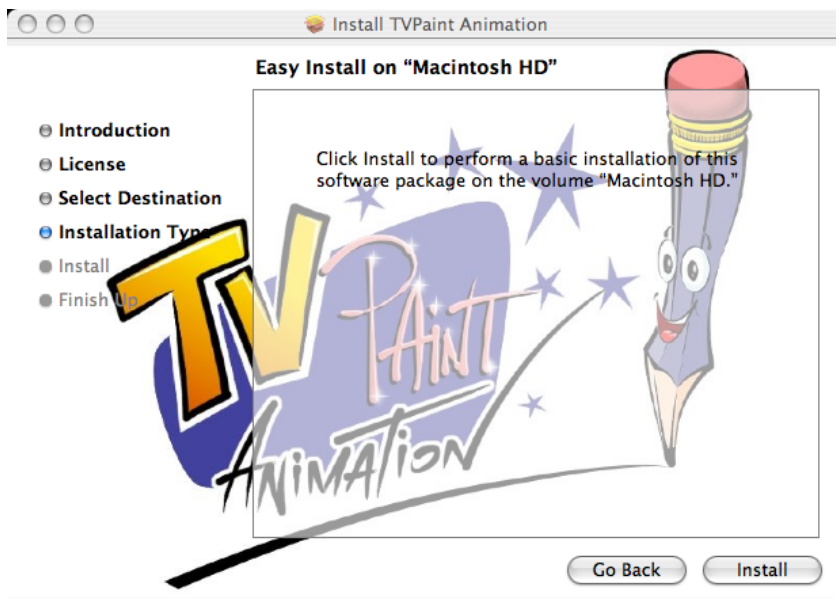 Install TVPaint Animation
Easy Install on “Macintosh HD”
Introduction
License
Select Destination
Installation Type
Install
Finish Up
Click Install to perform a basic installation of this
software package on the volume “Macintosh HD.”
TV
PAiNT
ANiMATiON
Go Back
Install